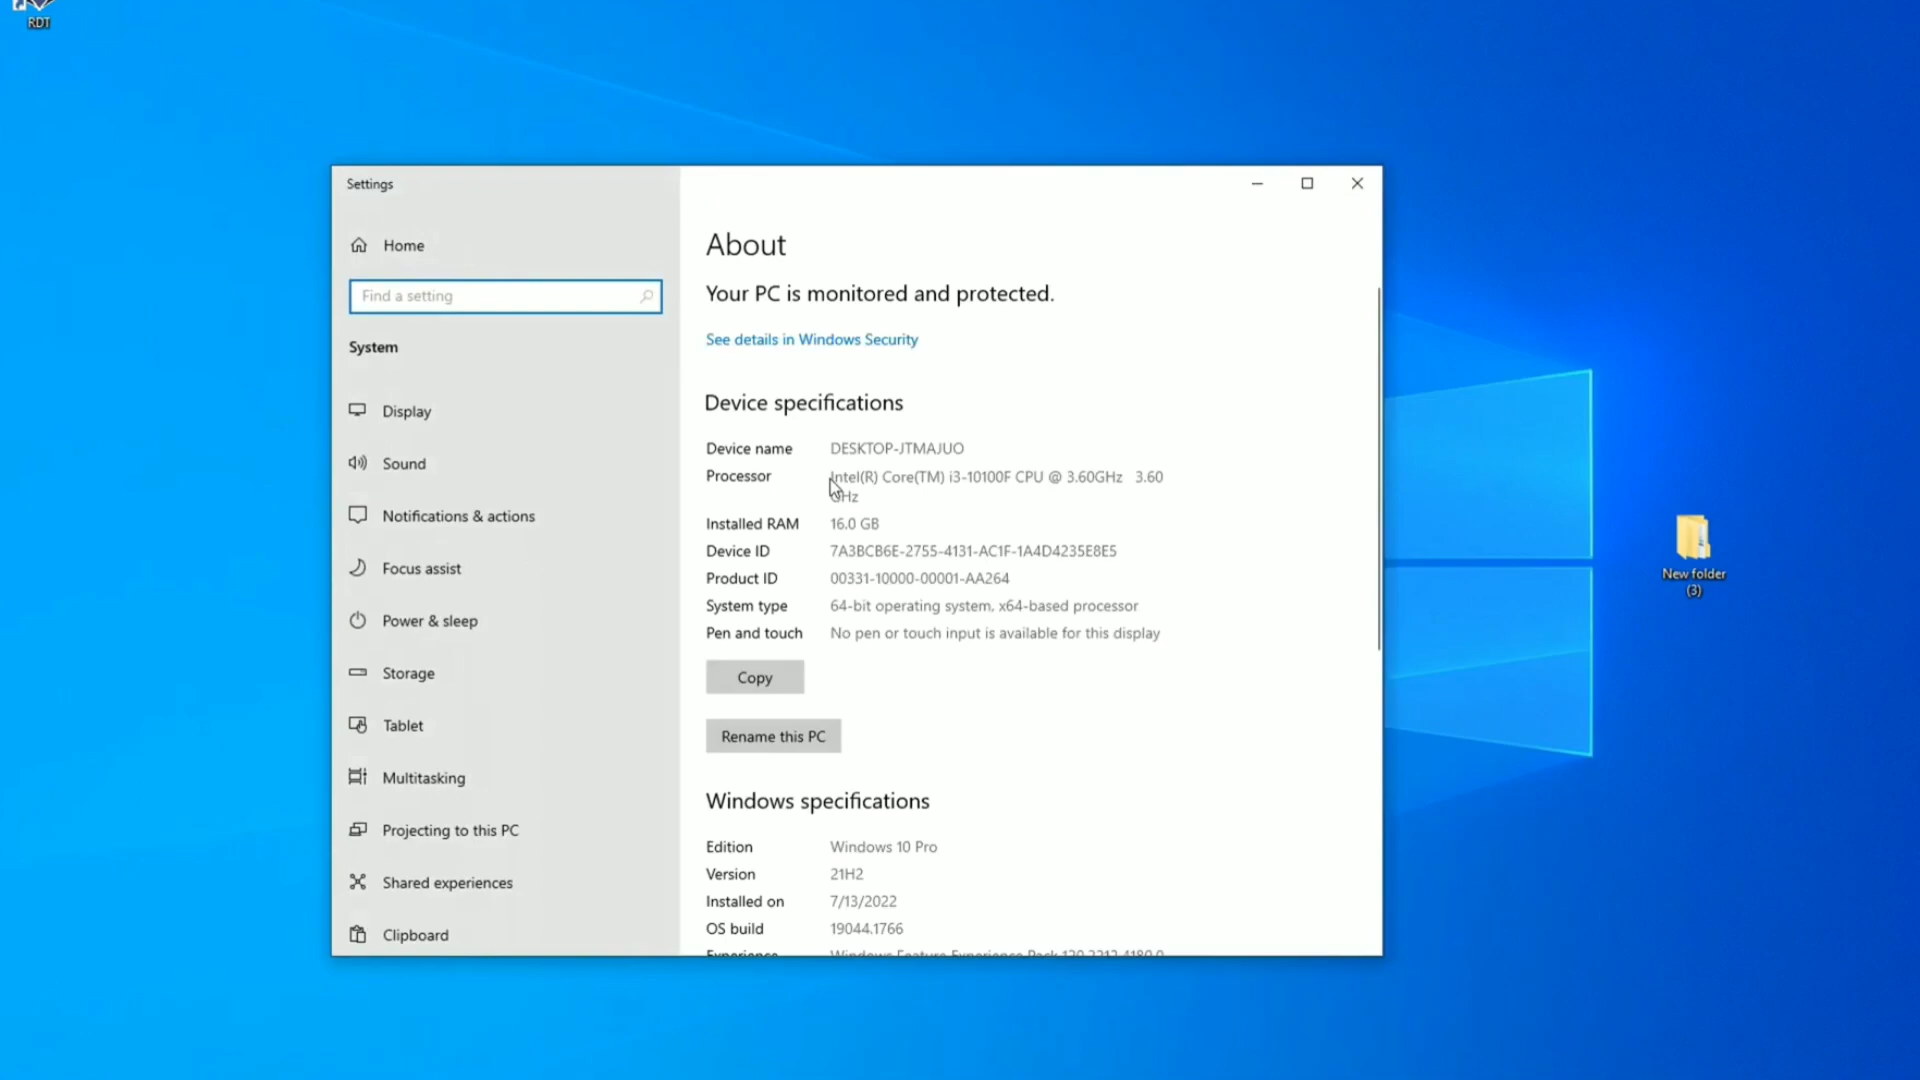 RDT
Settings
Home
Find a setting
System
Display
Sound
Notifications & actions
Focus assist
Power & sleep
Storage
Tablet
Multitasking
Projecting to this PC
Shared experiences
Clipboard
About
Your PC is monitored and protected.
See details in Windows Security
Device specifications
Device name DESKTOP-JTMAJUO
Processor Intel(R) Core(TM) i3-10100F CPU @ 3.60GHz 3.60
GHz
Installed RAM 16.0 GB
Device ID 7A3BCB6E-2755-4131-AC1F-1A4D4235E8E5
Product ID 00331-10000-00001-AA264
System type 64-bit operating system, x64-based processor
Pen and touch No pen or touch input is available for this display
Copy
Rename this PC
Windows specifications
Edition Windows 10 Pro
Version 21H2
Installed on 7/13/2022
OS build 19044.1766
Experience Windows Feature Experience Pack 120.2212.4180.0
New folder
(3)